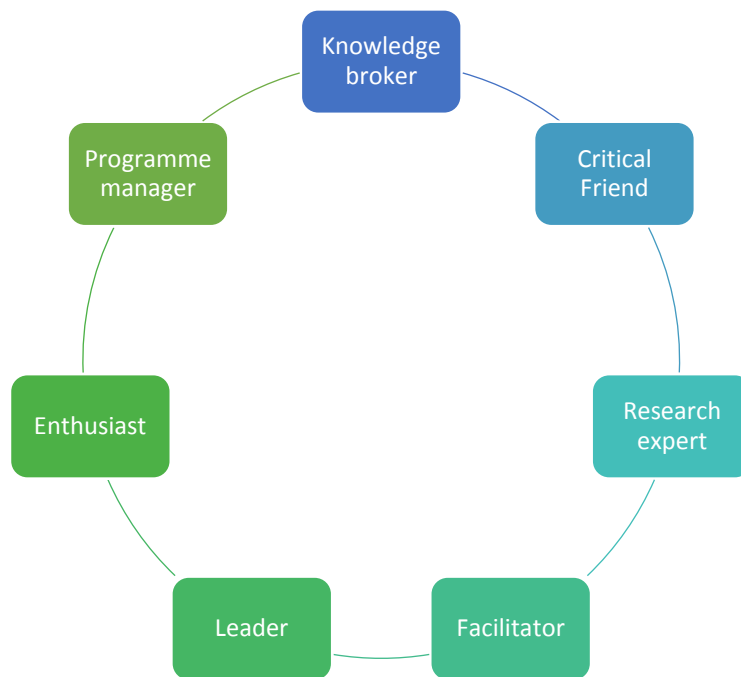 Knowledge
broker
Critical
Friend
Research
expert
Facilitator
Leader
Enthusiast
Programme
manager